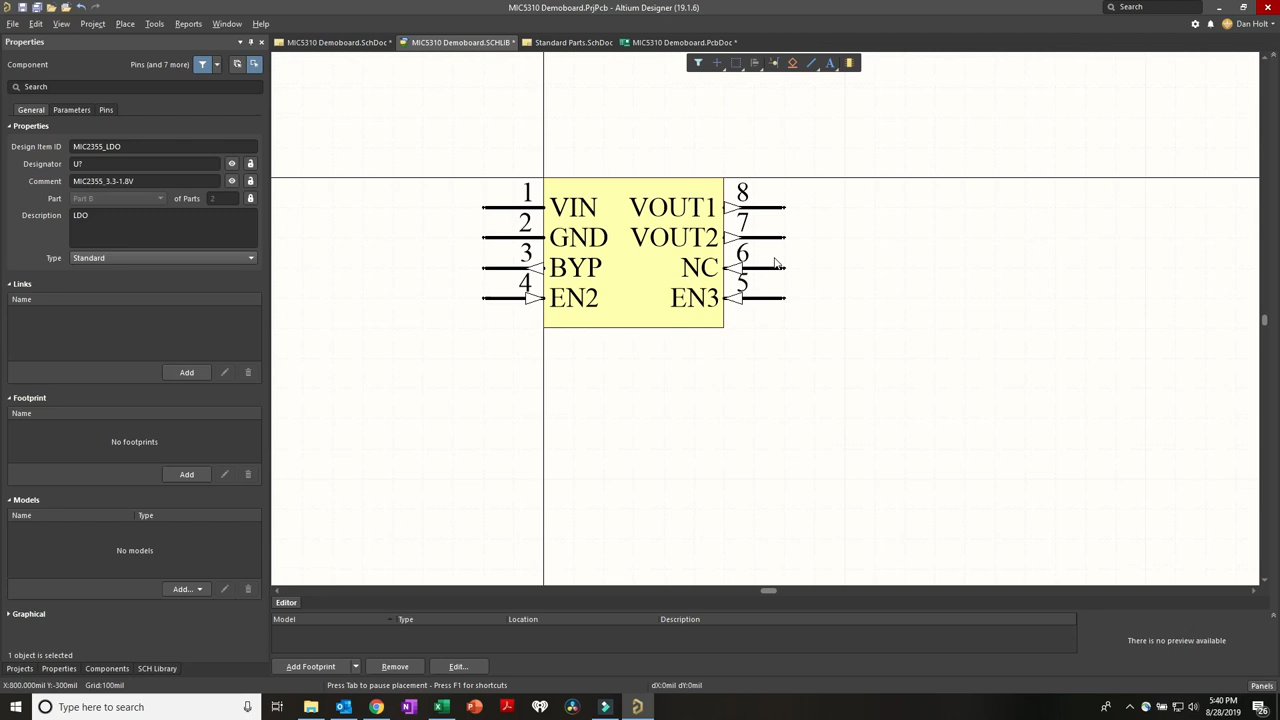 MIC5310 Demoboard.PrjPcb - Altium Designer (19.1.6)
Search
File Edit View Project Place Tools Reports Window Help
Dan Holt
Properties
MIC5310 Demoboard.SchDoc *
MIC5310 Demoboard.SCHLIB *
Standard Parts.SchDoc
MIC5310 Demoboard.PcbDoc *
Component
Pins (and 7 more)
Search
General
Parameters
Pins
Properties
Design Item ID MIC2355_LDO
Designator U?
Comment MIC2355_3.3-1.8V
Part Part B of Parts 2
Description LDO
Type Standard
Links
Name
Add
Footprint
Name
No footprints
Add
Models
Name Type
No models
Add...
Graphical
1 object is selected
1 VIN VOUT1 8
2 GND VOUT2 7
3 BYP NC 6
4 EN2 EN3 5
Editor
Model Type Location Description
There is no preview available
Add Footprint Remove Edit...
Projects Properties Components SCH Library
X:800.000mil Y:-300mil Grid:100mil
Press Tab to pause placement - Press F1 for shortcuts
dX:0mil dY:0mil
Panels
Type here to search
5:40 PM
8/28/2019
26